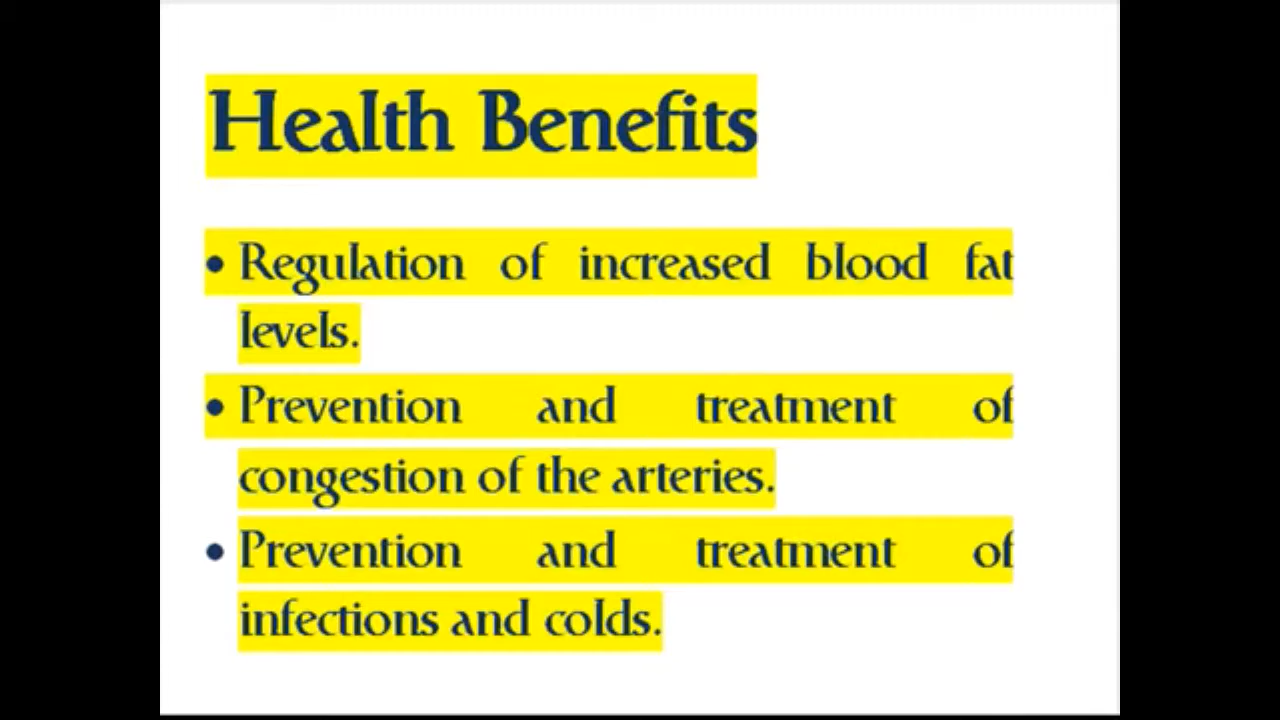 Health Benefits
• Regulation of increased blood fat
levels.
• Prevention and treatment of
congestion of the arteries.
• Prevention and treatment of
infections and colds.